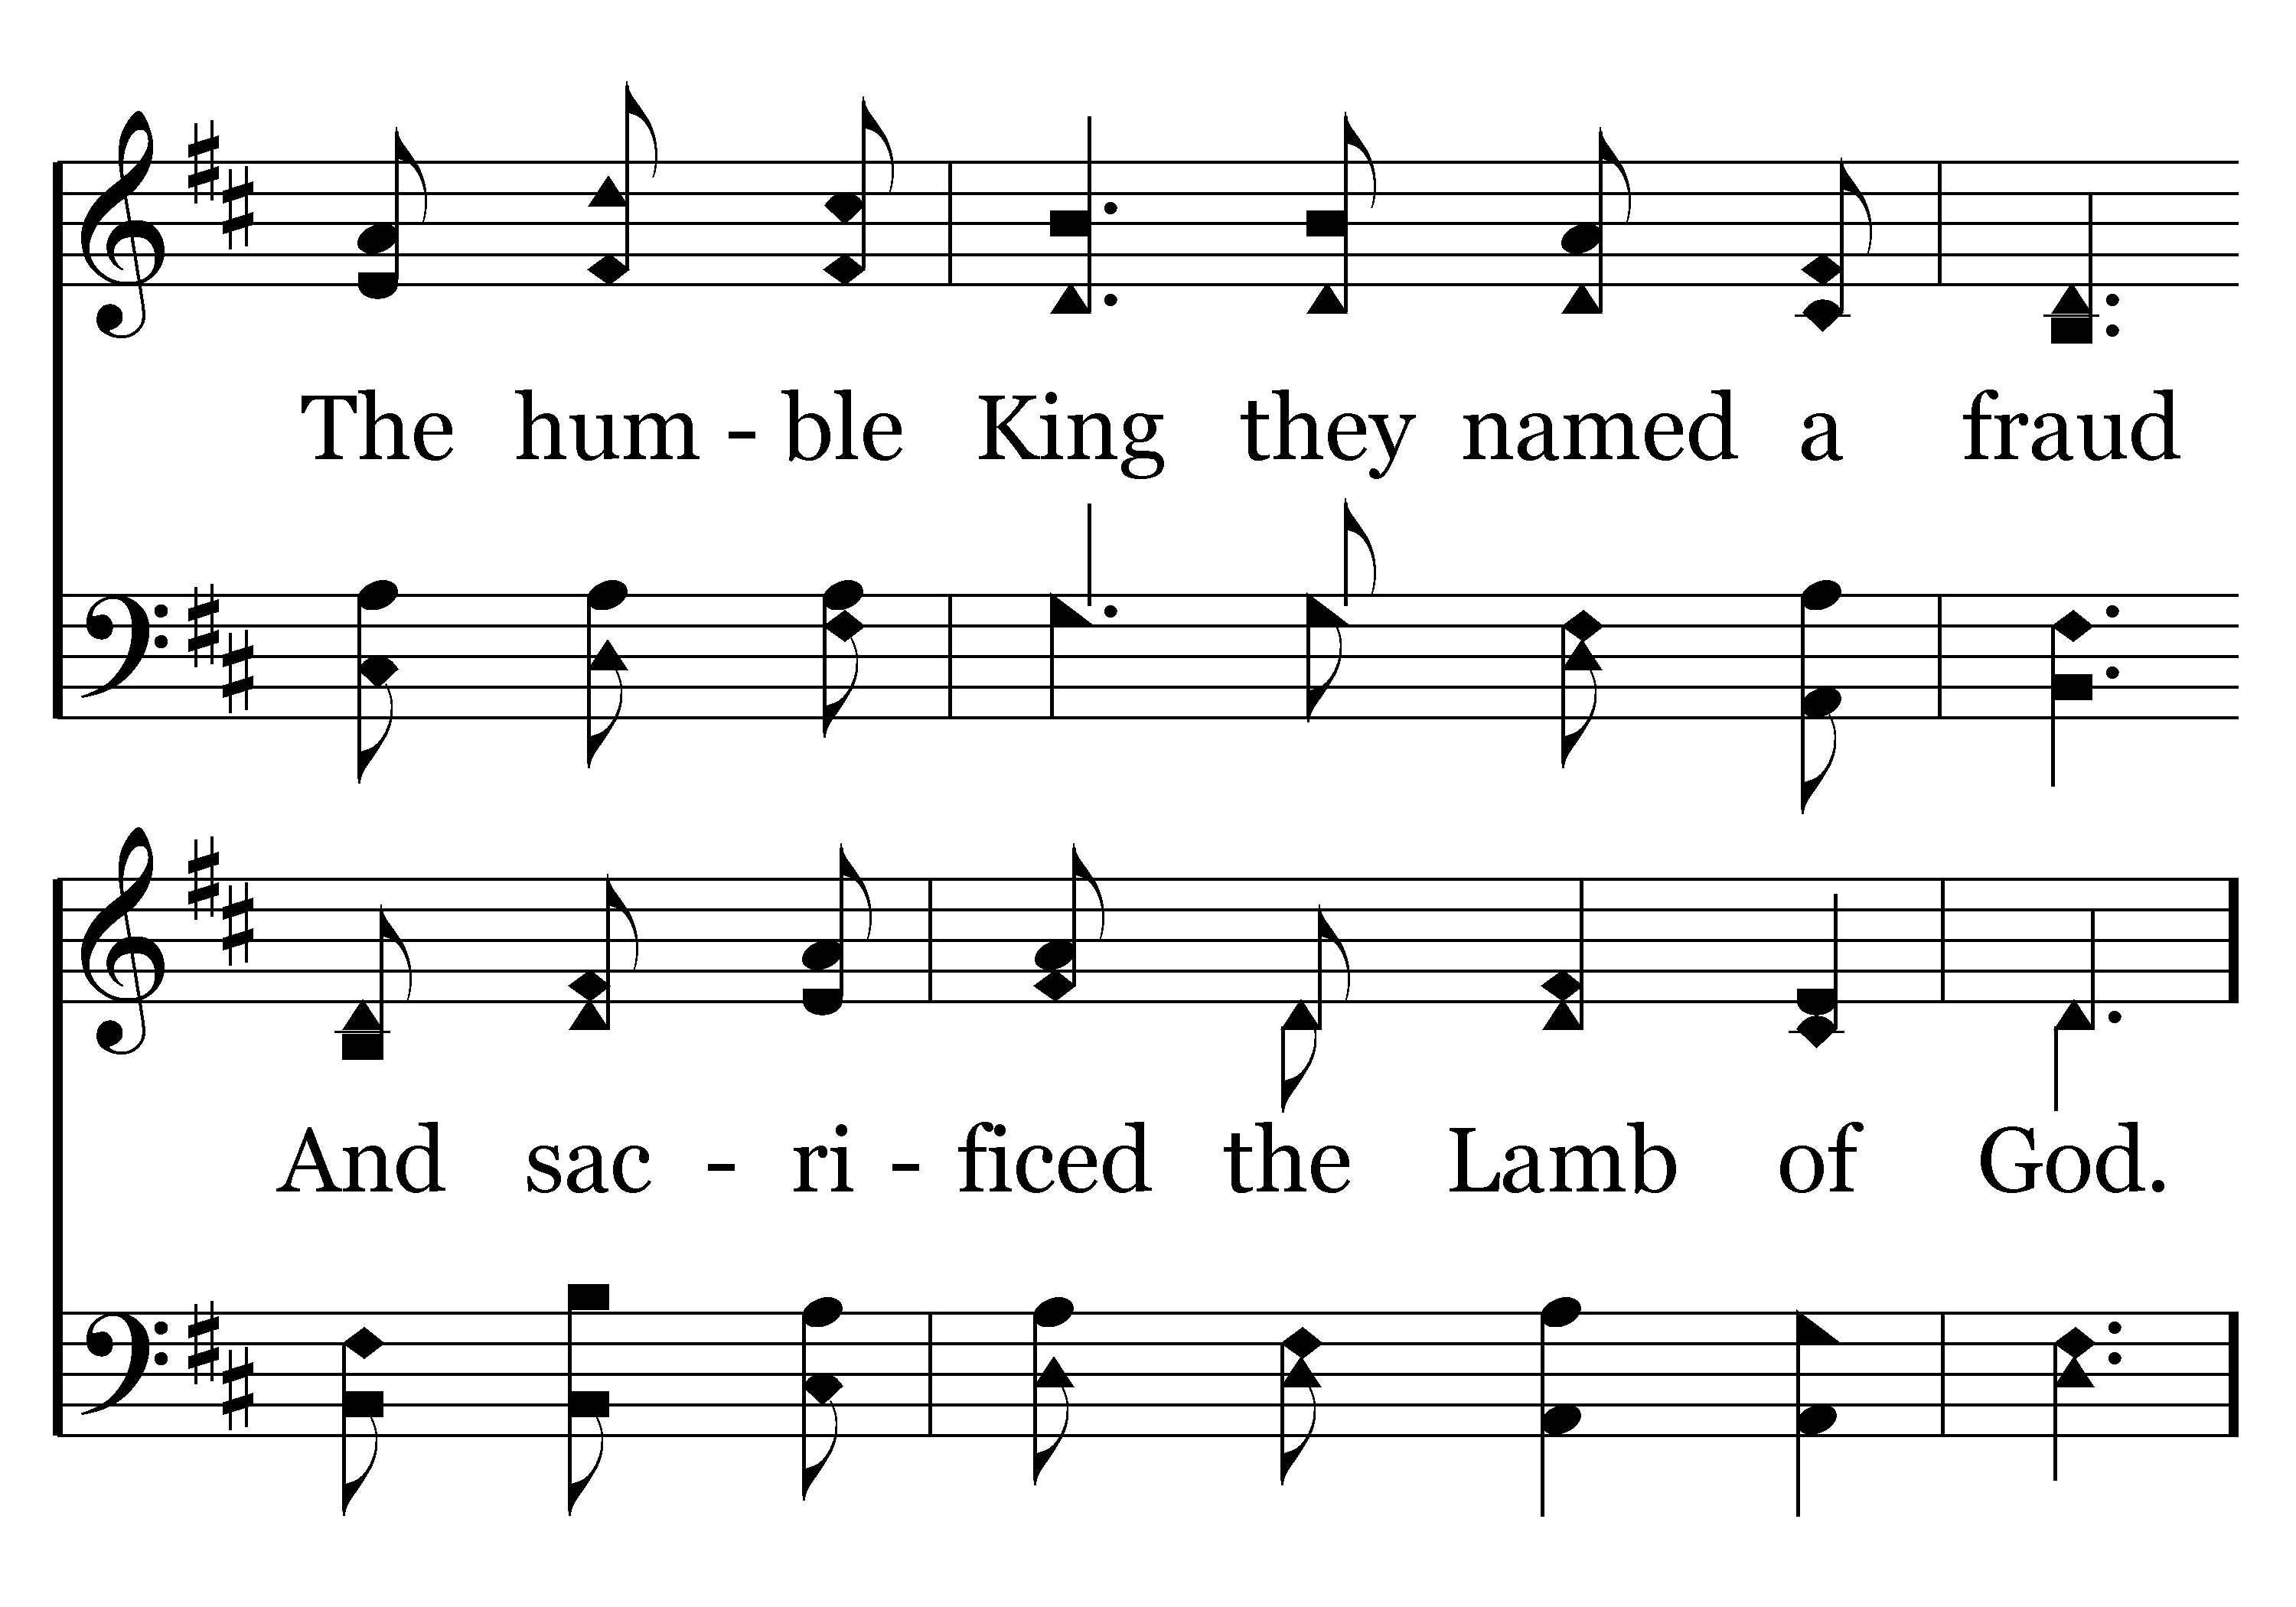 The hum - ble King they named a fraud
And sac - ri - ficed the Lamb of God.